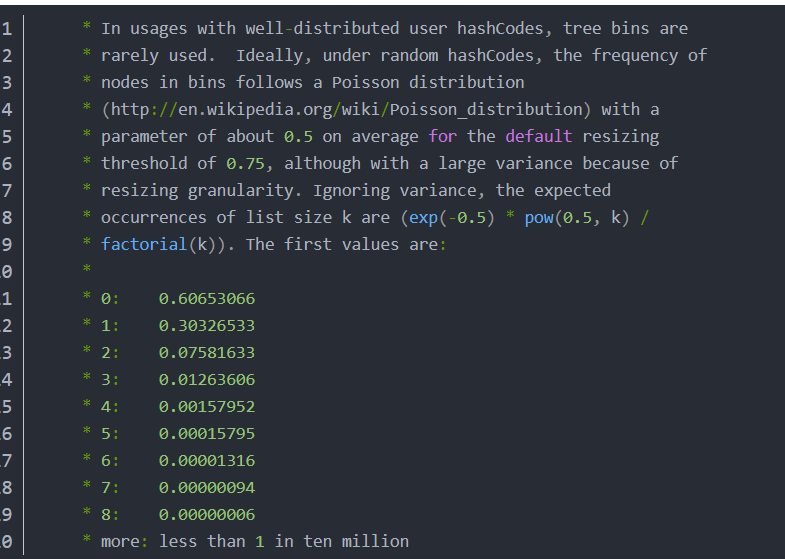 1 * In usages with well-distributed user hashCodes, tree bins are
2 * rarely used.  Ideally, under random hashCodes, the frequency of
3 * nodes in bins follows a Poisson distribution
4 * (http://en.wikipedia.org/wiki/Poisson_distribution) with a
5 * parameter of about 0.5 on average for the default resizing
6 * threshold of 0.75, although with a large variance because of
7 * resizing granularity. Ignoring variance, the expected
8 * occurrences of list size k are (exp(-0.5) * pow(0.5, k) /
9 * factorial(k)). The first values are:
0 *
1 * 0:    0.60653066
2 * 1:    0.30326533
3 * 2:    0.07581633
4 * 3:    0.01263606
5 * 4:    0.00157952
6 * 5:    0.00015795
7 * 6:    0.00001316
8 * 7:    0.00000094
9 * 8:    0.00000006
0 * more: less than 1 in ten million